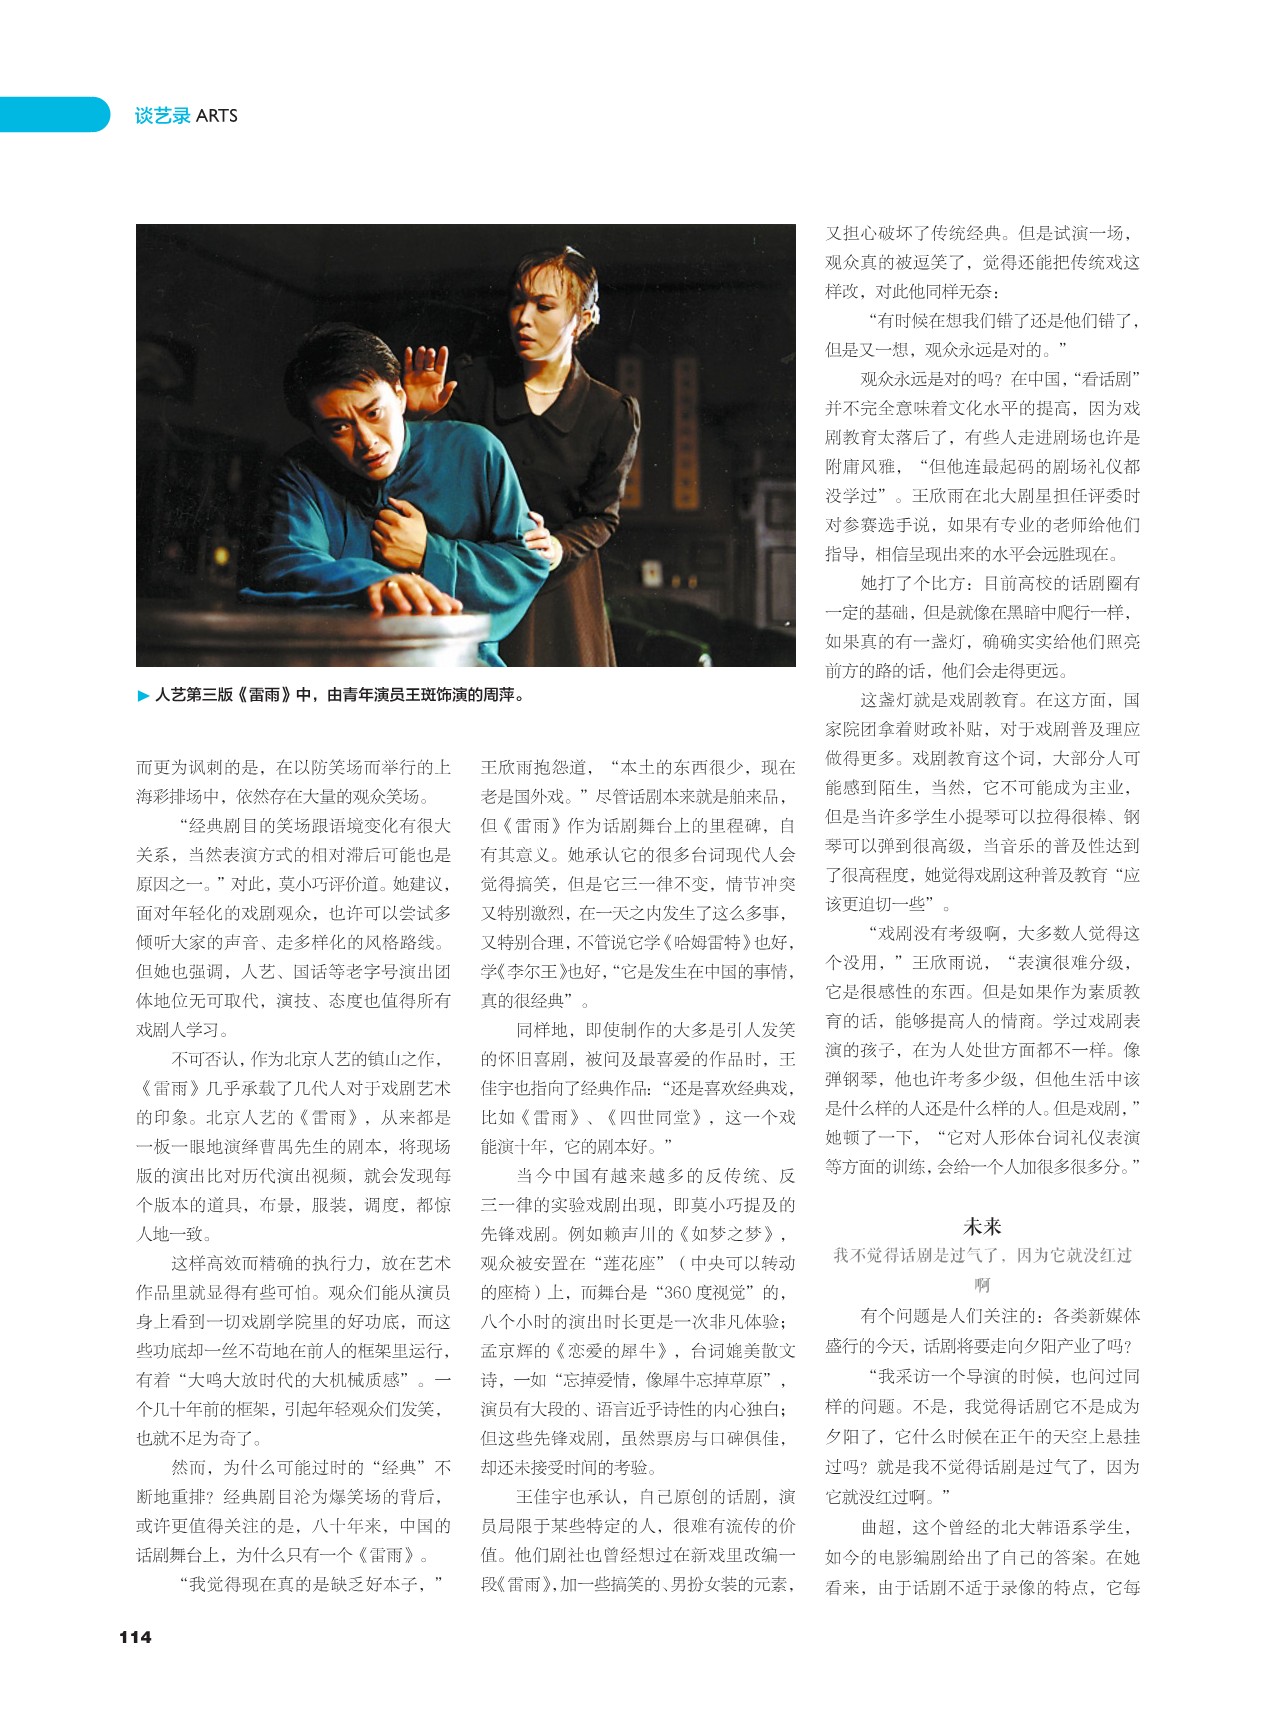 谈艺录 ARTS
▶ 人艺第三版《雷雨》中，由青年演员王斑饰演的周萍。
而更为讽刺的是，在以防笑场而举行的上
海彩排场中，依然存在大量的观众笑场。
“经典剧目的笑场跟语境变化有很大
关系，当然表演方式的相对滞后可能也是
原因之一。”对此，莫小巧评价道。她建议，
面对年轻化的戏剧观众，也许可以尝试多
倾听大家的声音、走多样化的风格路线。
但她也强调，人艺、国话等老字号演出团
体地位无可取代，演技、态度也值得所有
戏剧人学习。
不可否认，作为北京人艺的镇山之作，
《雷雨》几乎承载了几代人对于戏剧艺术
的印象。北京人艺的《雷雨》，从来都是
一板一眼地演绎曹禺先生的剧本，将现场
版的演出比对历代演出视频，就会发现每
个版本的道具，布景，服装，调度，都惊
人地一致。
这样高效而精确的执行力，放在艺术
作品里就显得有些可怕。观众们能从演员
身上看到一切戏剧学院里的好功底，而这
些功底却一丝不苟地在前人的框架里运行，
有着“大鸣大放时代的大机械质感”。一
个几十年前的框架，引起年轻观众们发笑，
也就不足为奇了。
然而，为什么可能过时的“经典”不
断地重排？经典剧目沦为爆笑场的背后，
或许更值得关注的是，八十年来，中国的
话剧舞台上，为什么只有一个《雷雨》。
“我觉得现在真的是缺乏好本子，”
王欣雨抱怨道，“本土的东西很少，现在
老是国外戏。”尽管话剧本来就是舶来品，
但《雷雨》作为话剧舞台上的里程碑，自
有其意义。她承认它的很多台词现代人会
觉得搞笑，但是它三一律不变，情节冲突
又特别激烈，在一天之内发生了这么多事，
又特别合理，不管说它学《哈姆雷特》也好，
学《李尔王》也好，“它是发生在中国的事情，
真的很经典”。
同样地，即使制作的大多是引人发笑
的怀旧喜剧，被问及最喜爱的作品时，王
佳宇也指向了经典作品：“还是喜欢经典戏，
比如《雷雨》、《四世同堂》，这一个戏
能演十年，它的剧本好。”
当今中国有越来越多的反传统、反
三一律的实验戏剧出现，即莫小巧提及的
先锋戏剧。例如赖声川的《如梦之梦》，
观众被安置在“莲花座”（中央可以转动
的座椅）上，而舞台是“360 度视觉”的，
八个小时的演出时长更是一次非凡体验；
孟京辉的《恋爱的犀牛》，台词媲美散文
诗，一如“忘掉爱情，像犀牛忘掉草原”，
演员有大段的、语言近乎诗性的内心独白；
但这些先锋戏剧，虽然票房与口碑俱佳，
却还未接受时间的考验。
王佳宇也承认，自己原创的话剧，演
员局限于某些特定的人，很难有流传的价
值。他们剧社也曾经想过在新戏里改编一
段《雷雨》，加一些搞笑的、男扮女装的元素，
又担心破坏了传统经典。但是试演一场，
观众真的被逗笑了，觉得还能把传统戏这
样改，对此他同样无奈：
“有时候在想我们错了还是他们错了，
但是又一想，观众永远是对的。”
观众永远是对的吗？在中国，“看话剧”
并不完全意味着文化水平的提高，因为戏
剧教育太落后了，有些人走进剧场也许是
附庸风雅，“但他连最起码的剧场礼仪都
没学过”。王欣雨在北大剧星担任评委时
对参赛选手说，如果有专业的老师给他们
指导，相信呈现出来的水平会远胜现在。
她打了个比方：目前高校的话剧圈有
一定的基础，但是就像在黑暗中爬行一样，
如果真的有一盏灯，确确实实给他们照亮
前方的路的话，他们会走得更远。
这盏灯就是戏剧教育。在这方面，国
家院团拿着财政补贴，对于戏剧普及理应
做得更多。戏剧教育这个词，大部分人可
能感到陌生，当然，它不可能成为主业，
但是当许多学生小提琴可以拉得很棒、钢
琴可以弹到很高级，当音乐的普及性达到
了很高程度，她觉得戏剧这种普及教育“应
该更迫切一些”。
“戏剧没有考级啊，大多数人觉得这
个没用，”王欣雨说，“表演很难分级，
它是很感性的东西。但是如果作为素质教
育的话，能够提高人的情商。学过戏剧表
演的孩子，在为人处世方面都不一样。像
弹钢琴，他也许考多少级，但他生活中该
是什么样的人还是什么样的人。但是戏剧，”
她顿了一下，“它对人形体台词礼仪表演
等方面的训练，会给一个人加很多很多分。”
未来
我不觉得话剧是过气了，因为它就没红过
啊
有个问题是人们关注的：各类新媒体
盛行的今天，话剧将要走向夕阳产业了吗？
“我采访一个导演的时候，也问过同
样的问题。不是，我觉得话剧它不是成为
夕阳了，它什么时候在正午的天空上悬挂
过吗？就是我不觉得话剧是过气了，因为
它就没红过啊。”
曲超，这个曾经的北大韩语系学生，
如今的电影编剧给出了自己的答案。在她
看来，由于话剧不适于录像的特点，它每
114